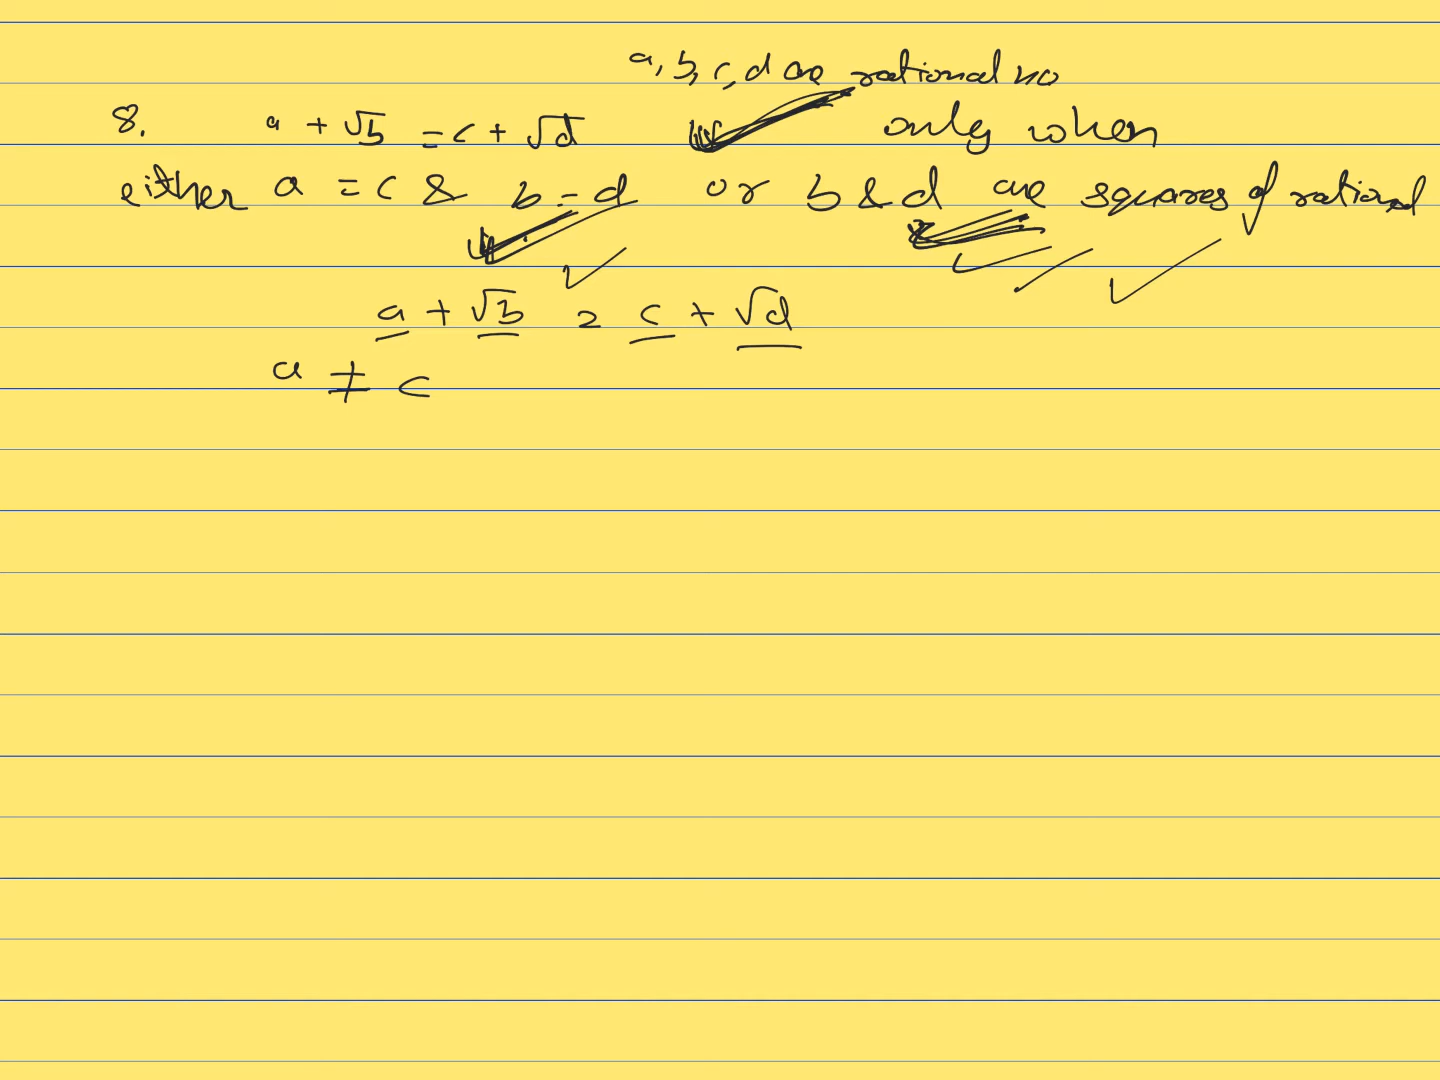 a, b, c, d are rational no
8. a + √b = c + √d only when
either a = c & b = d or b & d are squares of rational
a + √b = c + √d
a ≠ c